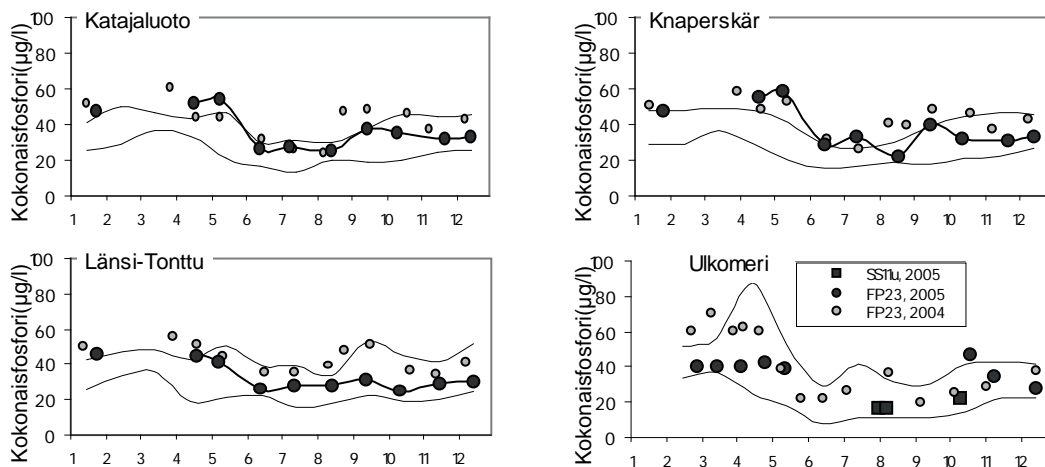 Katajaluoto
Kokonaisfosfori(µg/l)
100
80
60
40
20
0
1 2 3 4 5 6 7 8 9 10 11 12
Knaperskär
Kokonaisfosfori(µg/l)
100
80
60
40
20
0
1 2 3 4 5 6 7 8 9 10 11 12
Länsi-Tonttu
Kokonaisfosfori(µg/l)
100
80
60
40
20
0
1 2 3 4 5 6 7 8 9 10 11 12
Ulkomeri
SS11u, 2005
FP23, 2005
FP23, 2004
Kokonaisfosfori(µg/l)
100
80
60
40
20
0
1 2 3 4 5 6 7 8 9 10 11 12